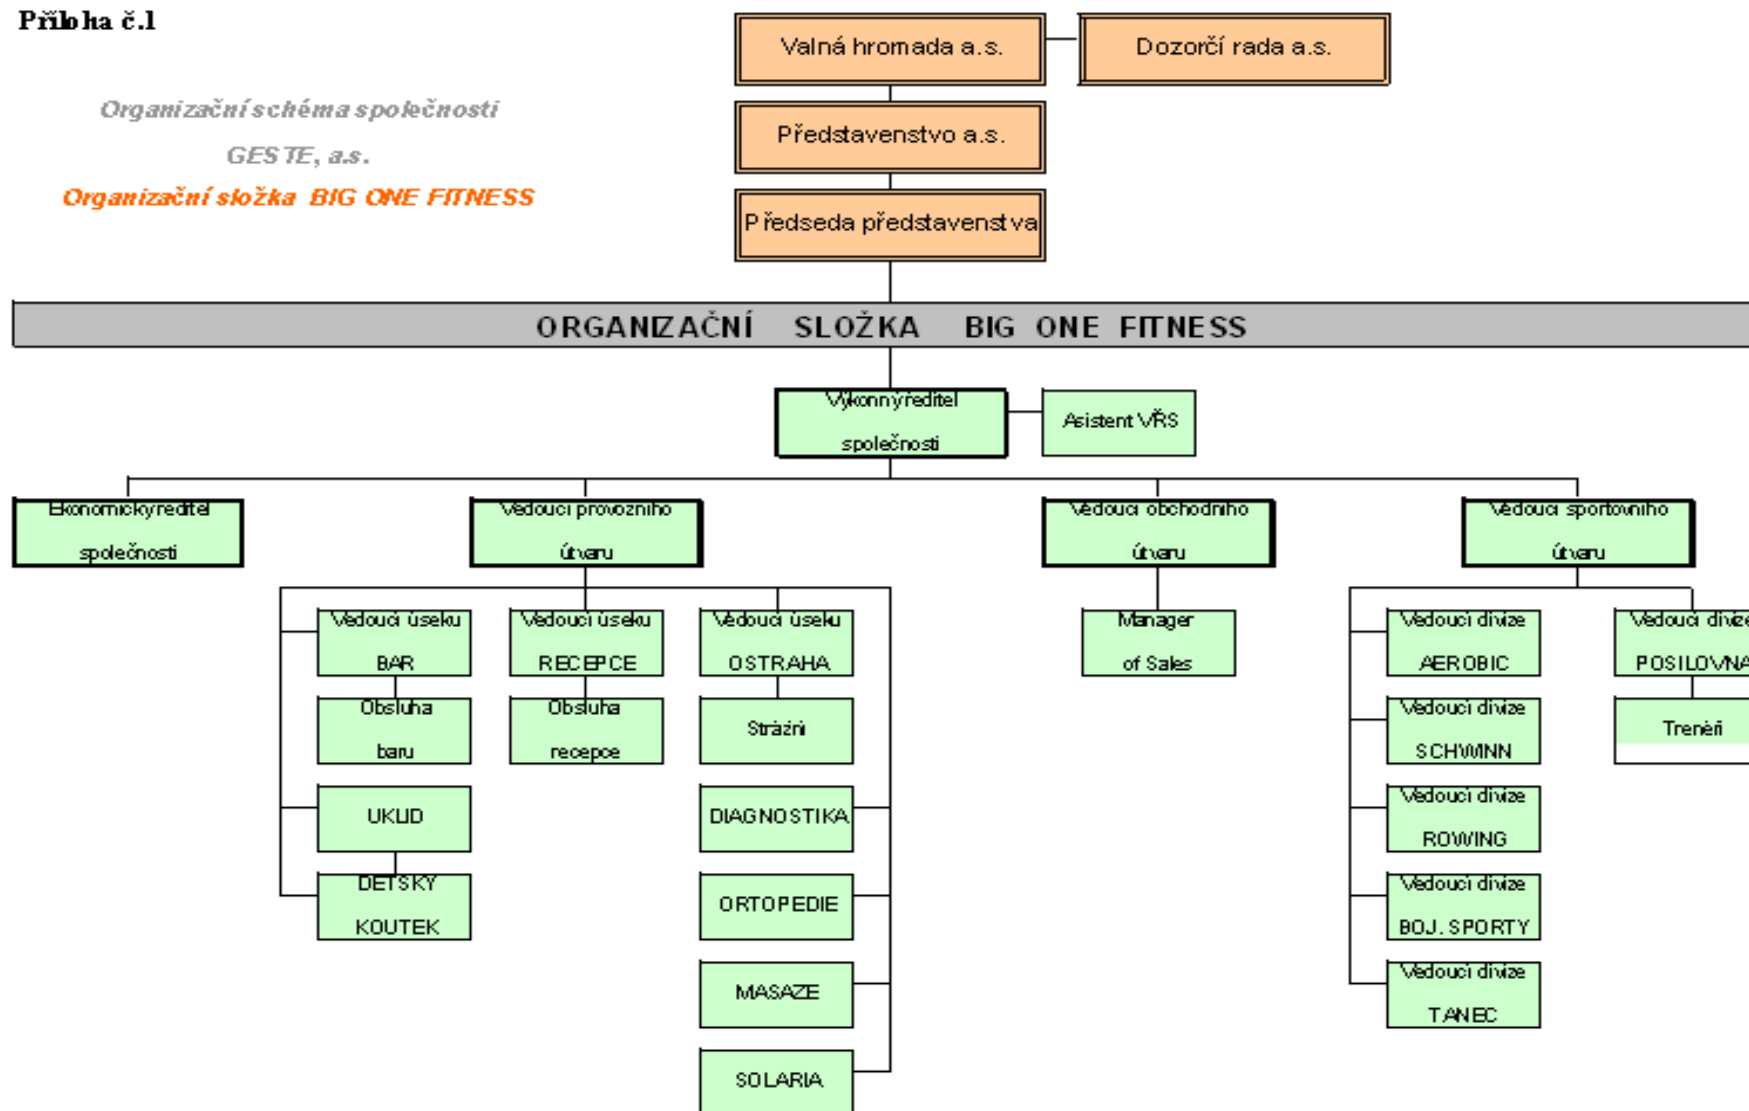 Příloha č.1
Valná hromada a.s.
Dozorčí rada a.s.
Organizační schéma společnosti
GESTE, a.s.
Organizační složka BIG ONE FITNESS
Představenstvo a.s.
Předseda představenstva
ORGANIZAČNÍ SLOŽKA BIG ONE FITNESS
Výkonný ředitel
společnosti
Asistent VŘS
Ekonomický ředitel
společnosti
Vedoucí provozního
útvaru
Vedoucí obchodního
útvaru
Vedoucí sportovního
útvaru
Vedoucí úseku
BAR
Vedoucí úseku
RECEPCE
Vedoucí úseku
OSTRAHA
Manager
of Sales
Vedoucí divize
AEROBIC
Vedoucí divize
POSILOVNA
Obsluha
baru
Obsluha
recepce
Strážní
Vedoucí divize
SCHWINN
Trenéři
UKLID
DIAGNOSTIKA
Vedoucí divize
ROWING
DETSKY
KOUTEK
ORTOPEDIE
Vedoucí divize
BOJ. SPORTY
MASAZE
Vedoucí divize
TANEC
SOLARIA